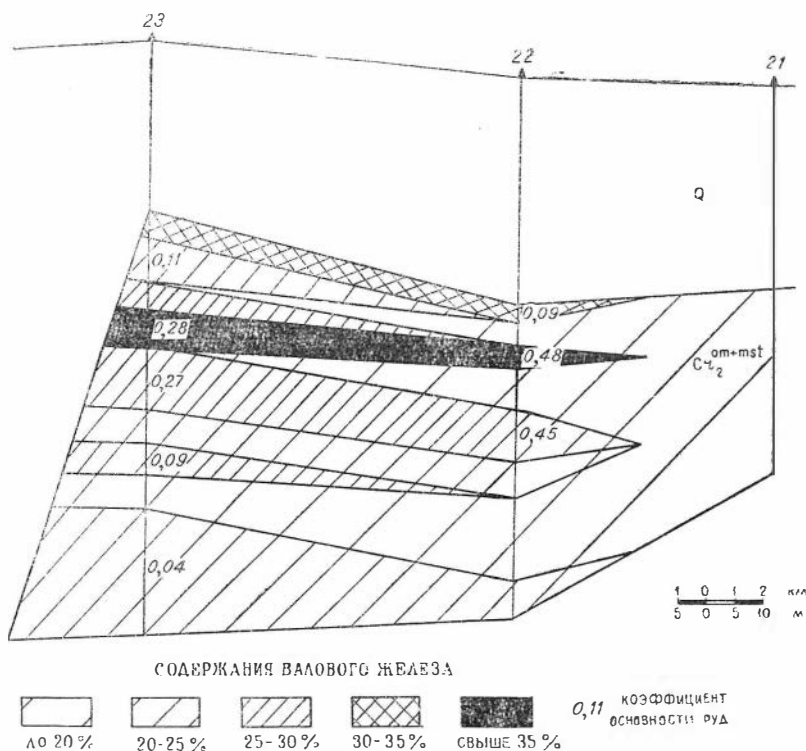 23
22
21
Q
0,11
0,09
0,28
0,48
Cr₂ om+mst
0,27
0,45
0,09
0,04
1 0 1 2 км
5 0 5 10 м
СОДЕРЖАНИЯ ВАЛОВОГО ЖЕЛЕЗА
0,11 КОЭФФИЦИЕНТ
ОСНОВНОСТИ РУД
ДО 20 % 20-25 % 25-30 % 30-35 % СВЫШЕ 35 %